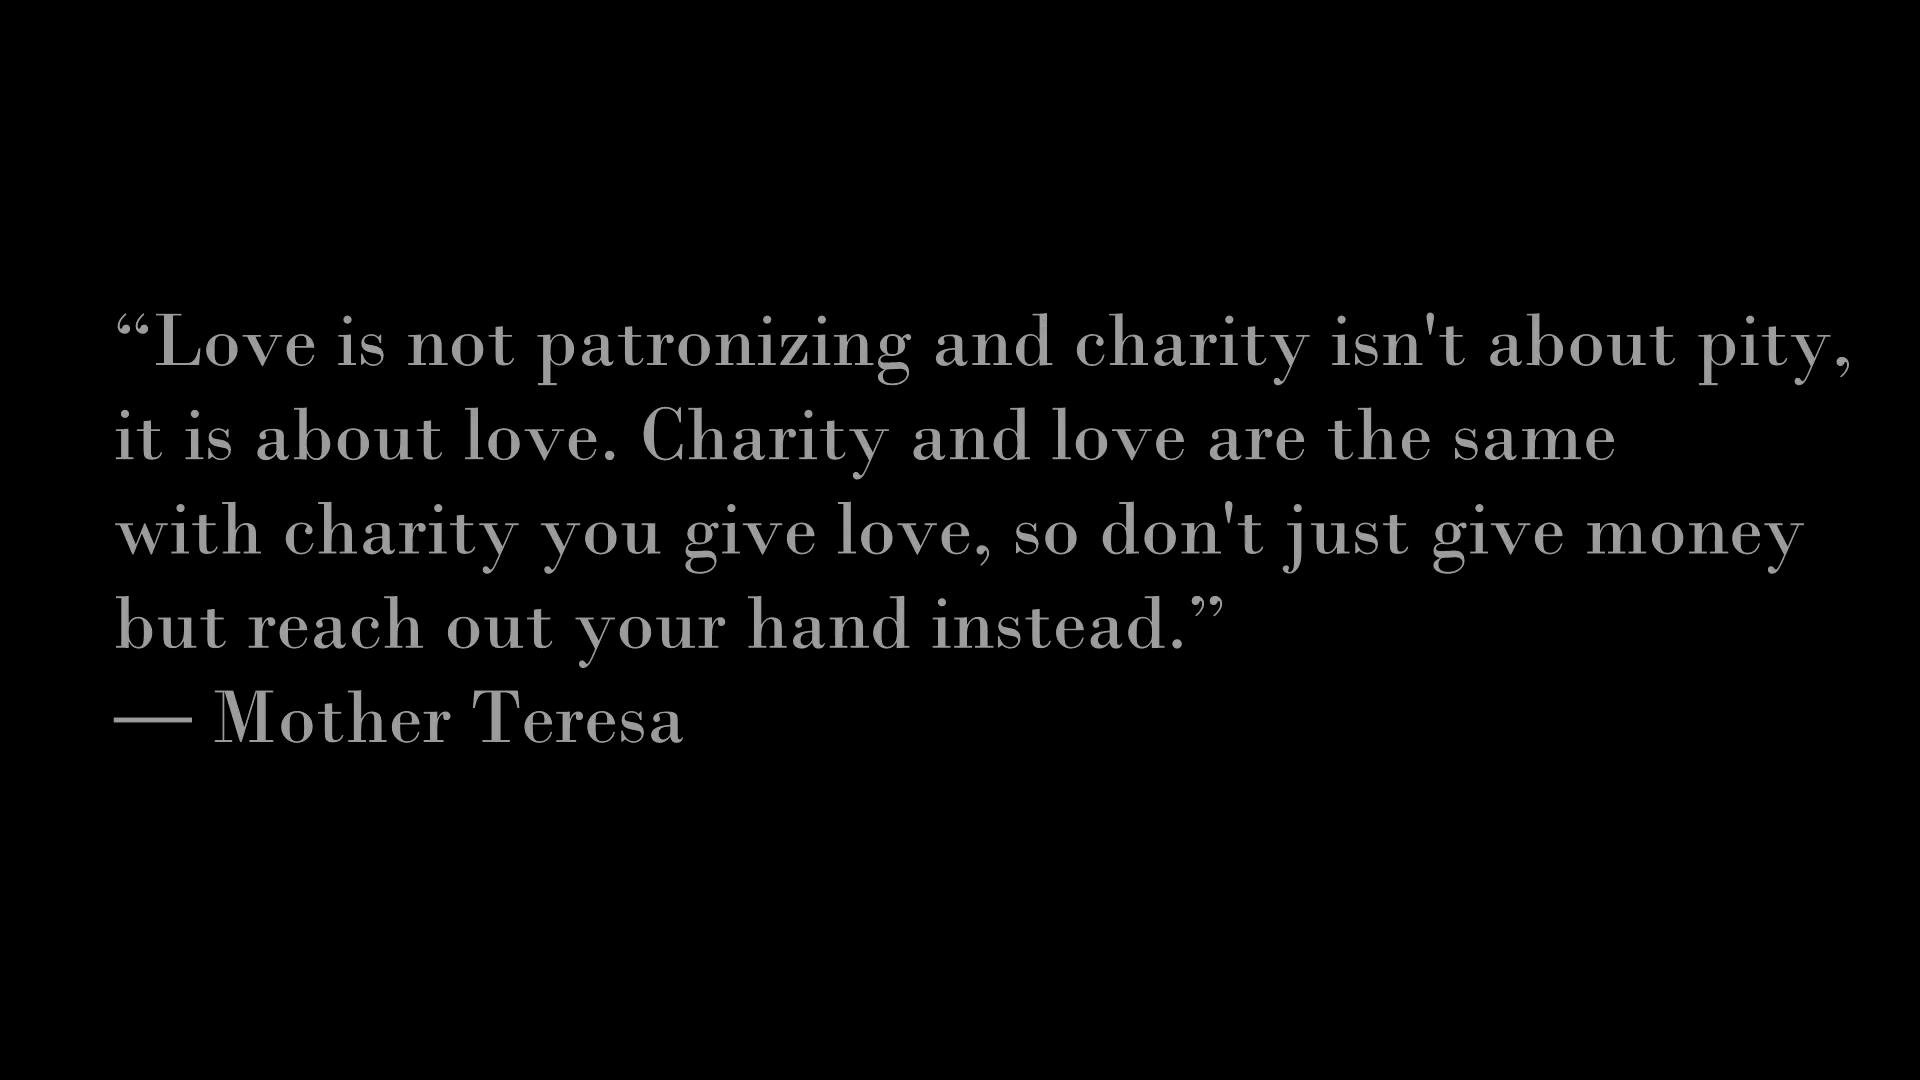 “Love is not patronizing and charity isn't about pity,
it is about love. Charity and love are the same
with charity you give love, so don't just give money
but reach out your hand instead.”
— Mother Teresa